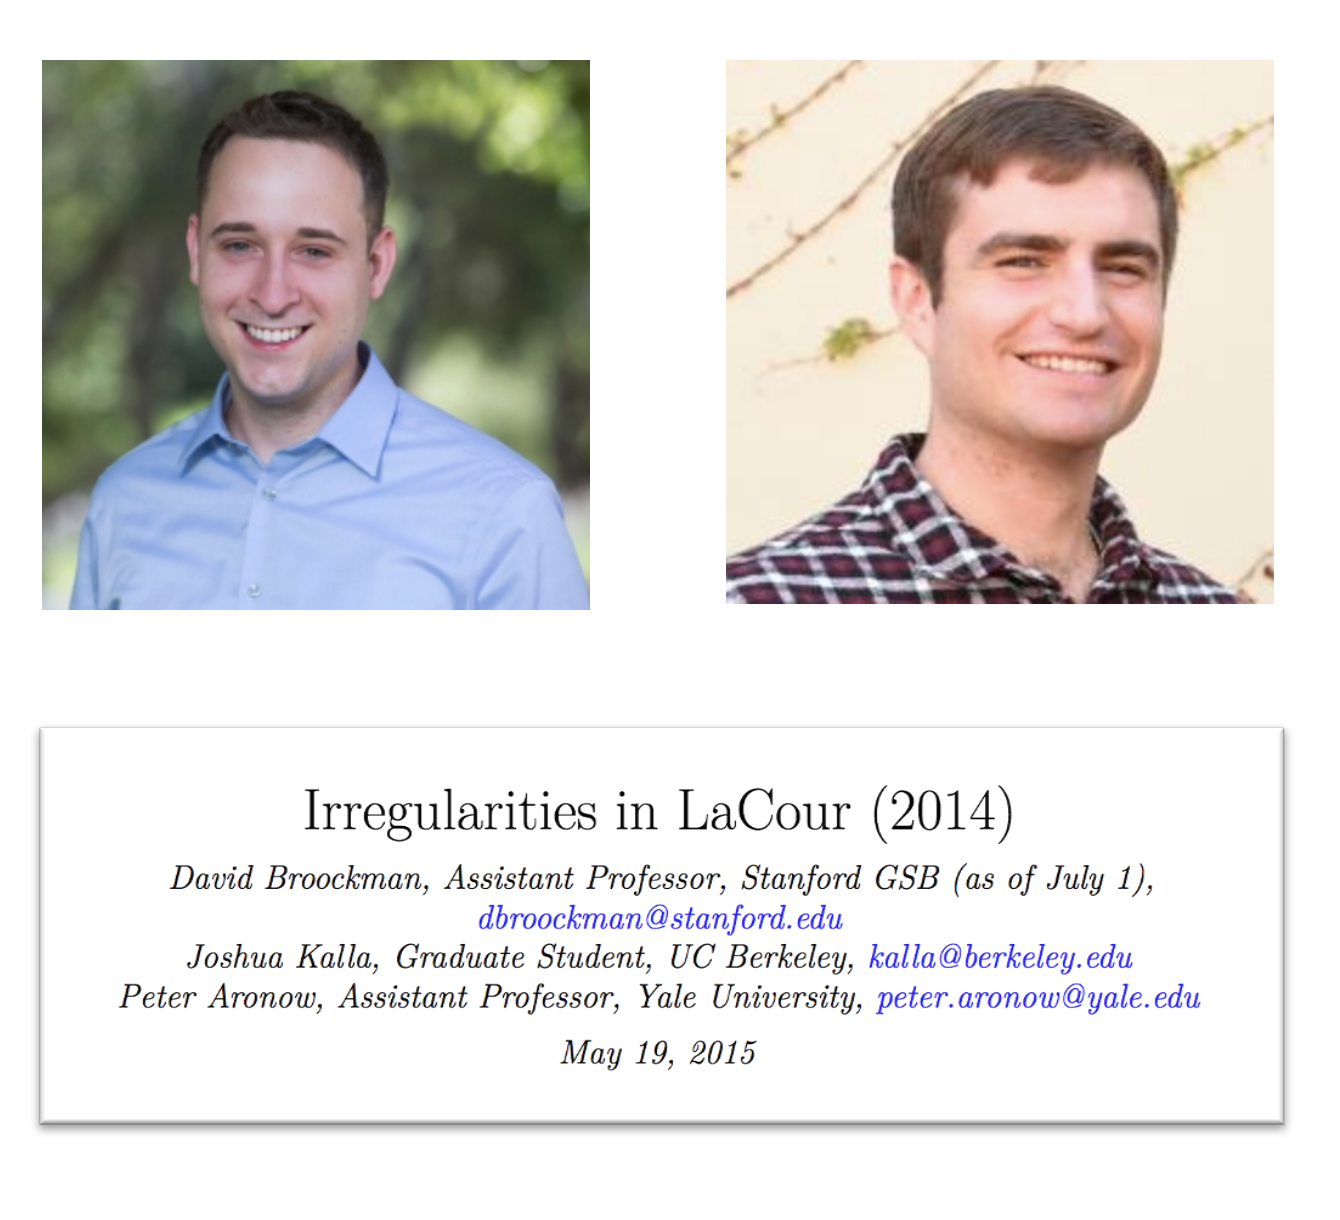 Irregularities in LaCour (2014)
David Broockman, Assistant Professor, Stanford GSB (as of July 1),
dbroockman@stanford.edu
Joshua Kalla, Graduate Student, UC Berkeley, kalla@berkeley.edu
Peter Aronow, Assistant Professor, Yale University, peter.aronow@yale.edu
May 19, 2015